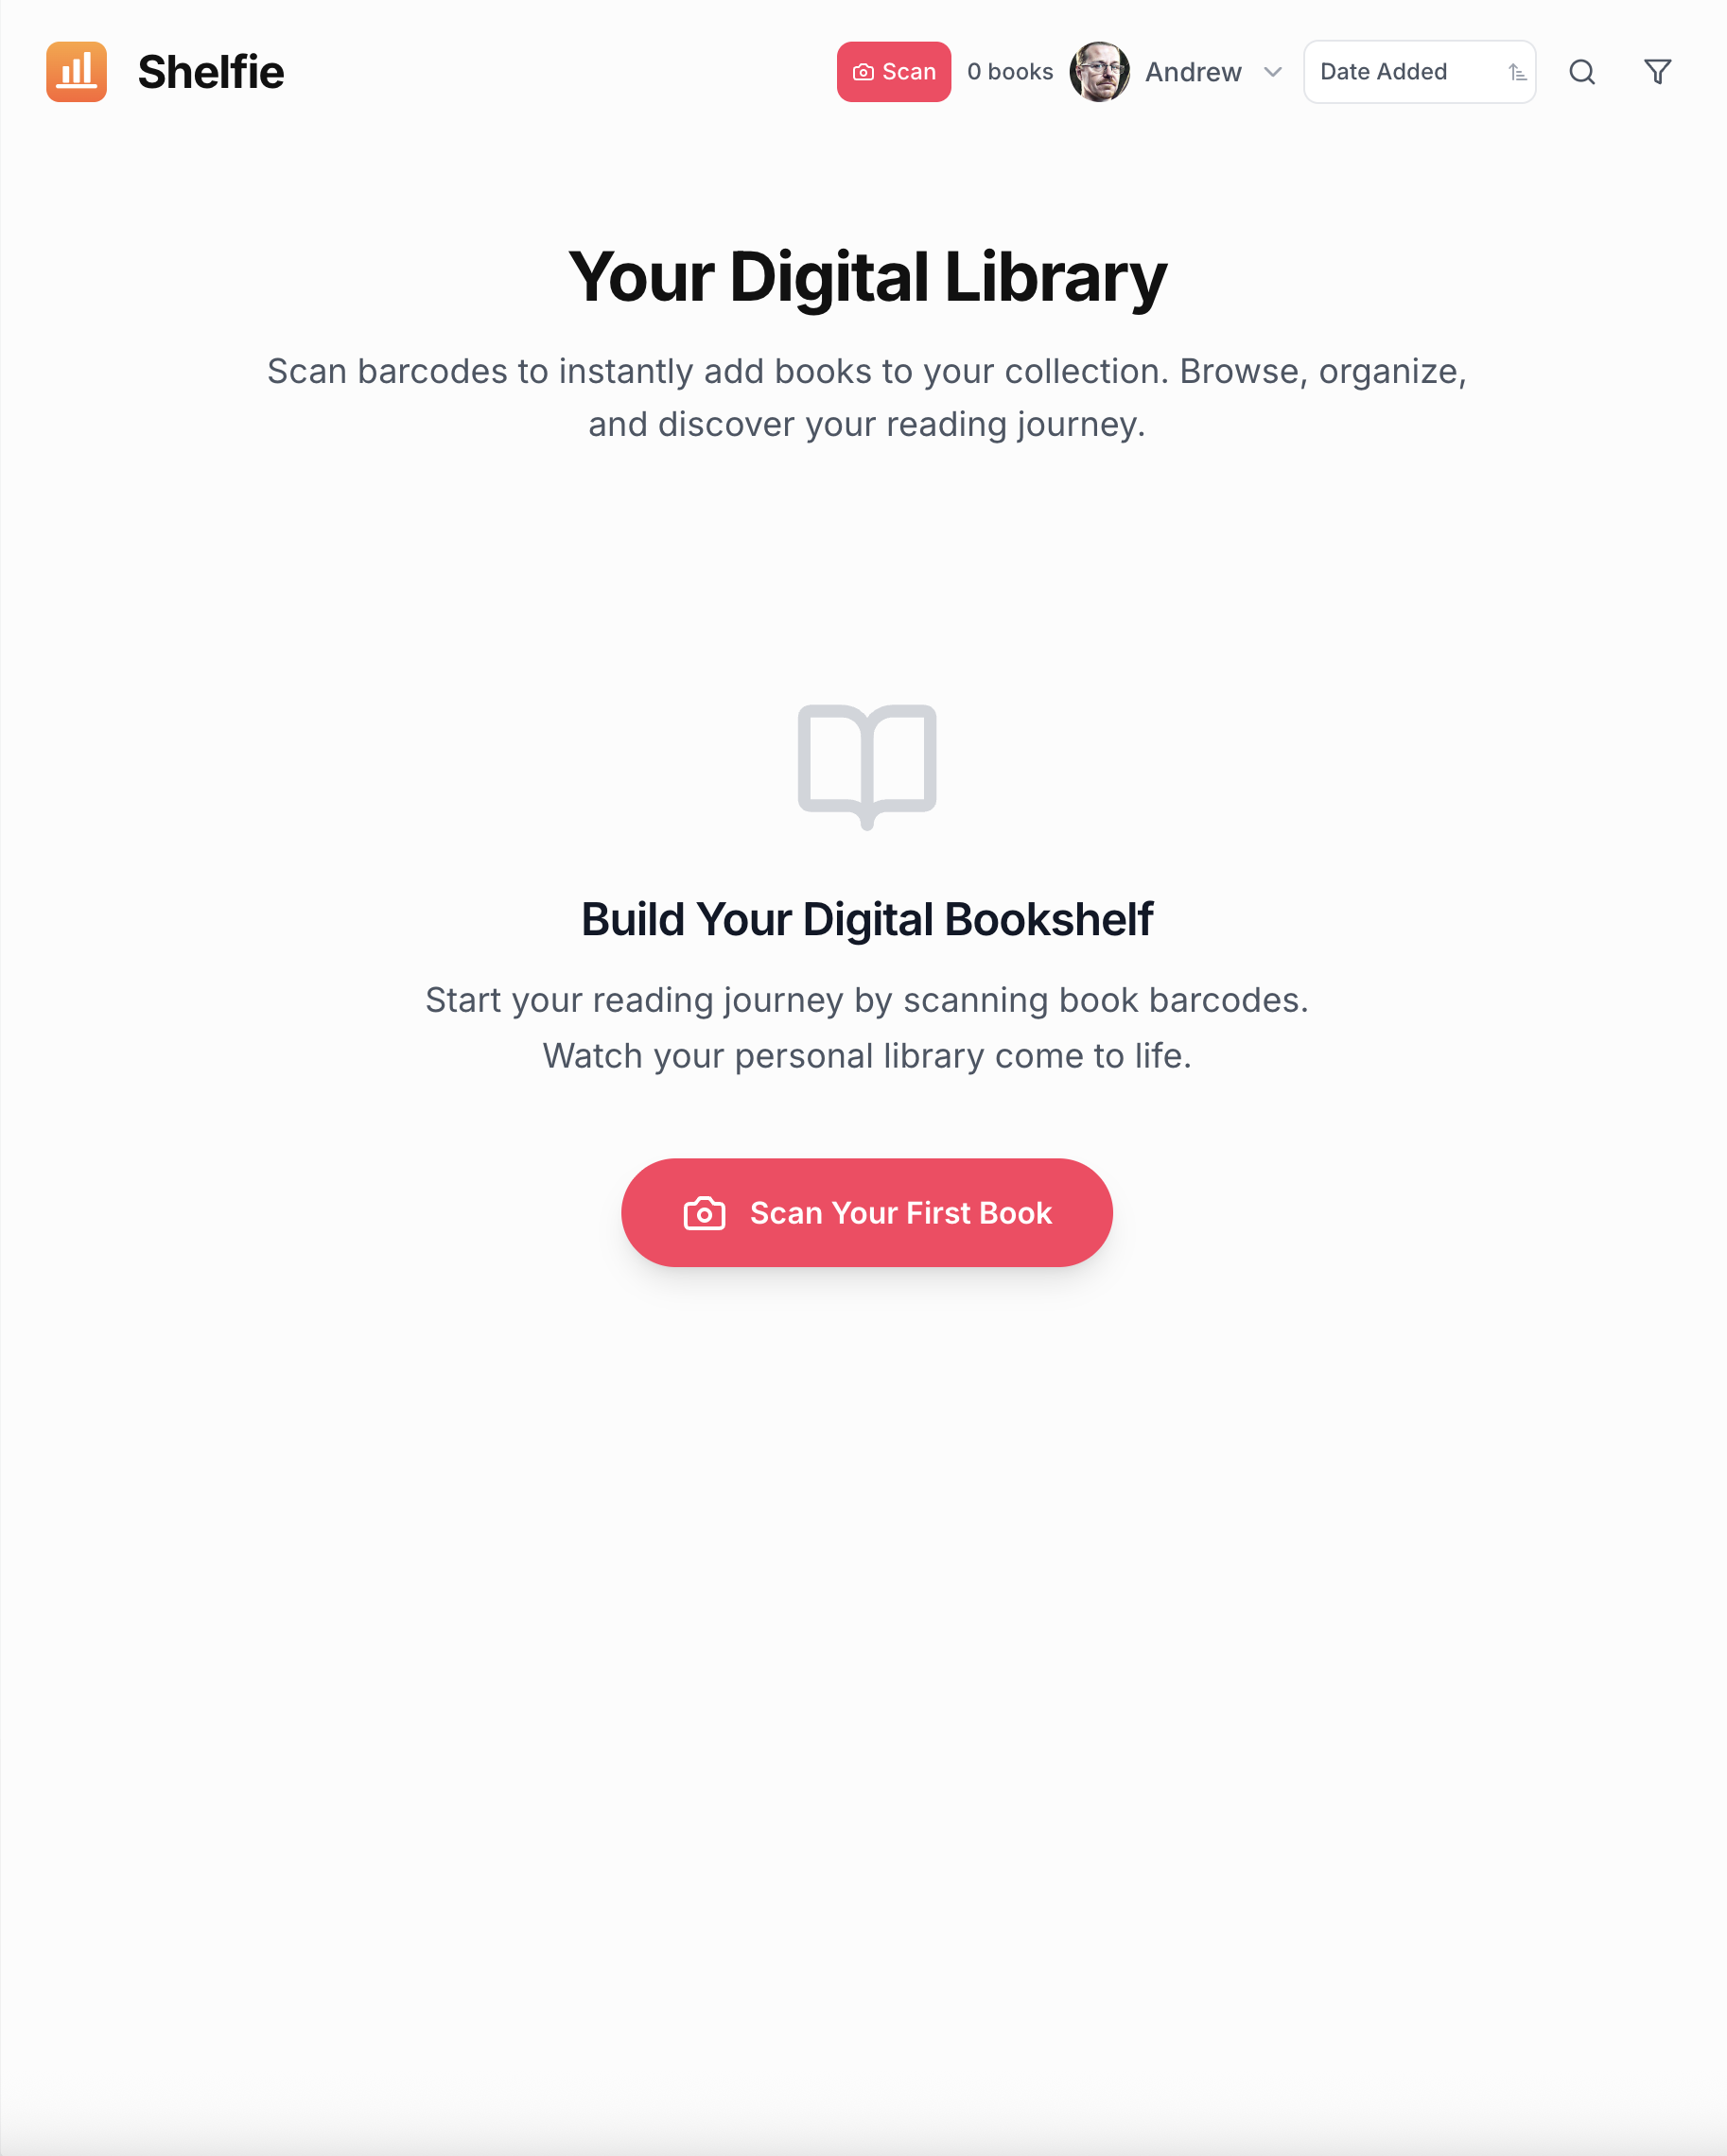 Shelfie
Scan
0 books
Andrew
Date Added
Your Digital Library
Scan barcodes to instantly add books to your collection. Browse, organize,
and discover your reading journey.
Build Your Digital Bookshelf
Start your reading journey by scanning book barcodes.
Watch your personal library come to life.
Scan Your First Book